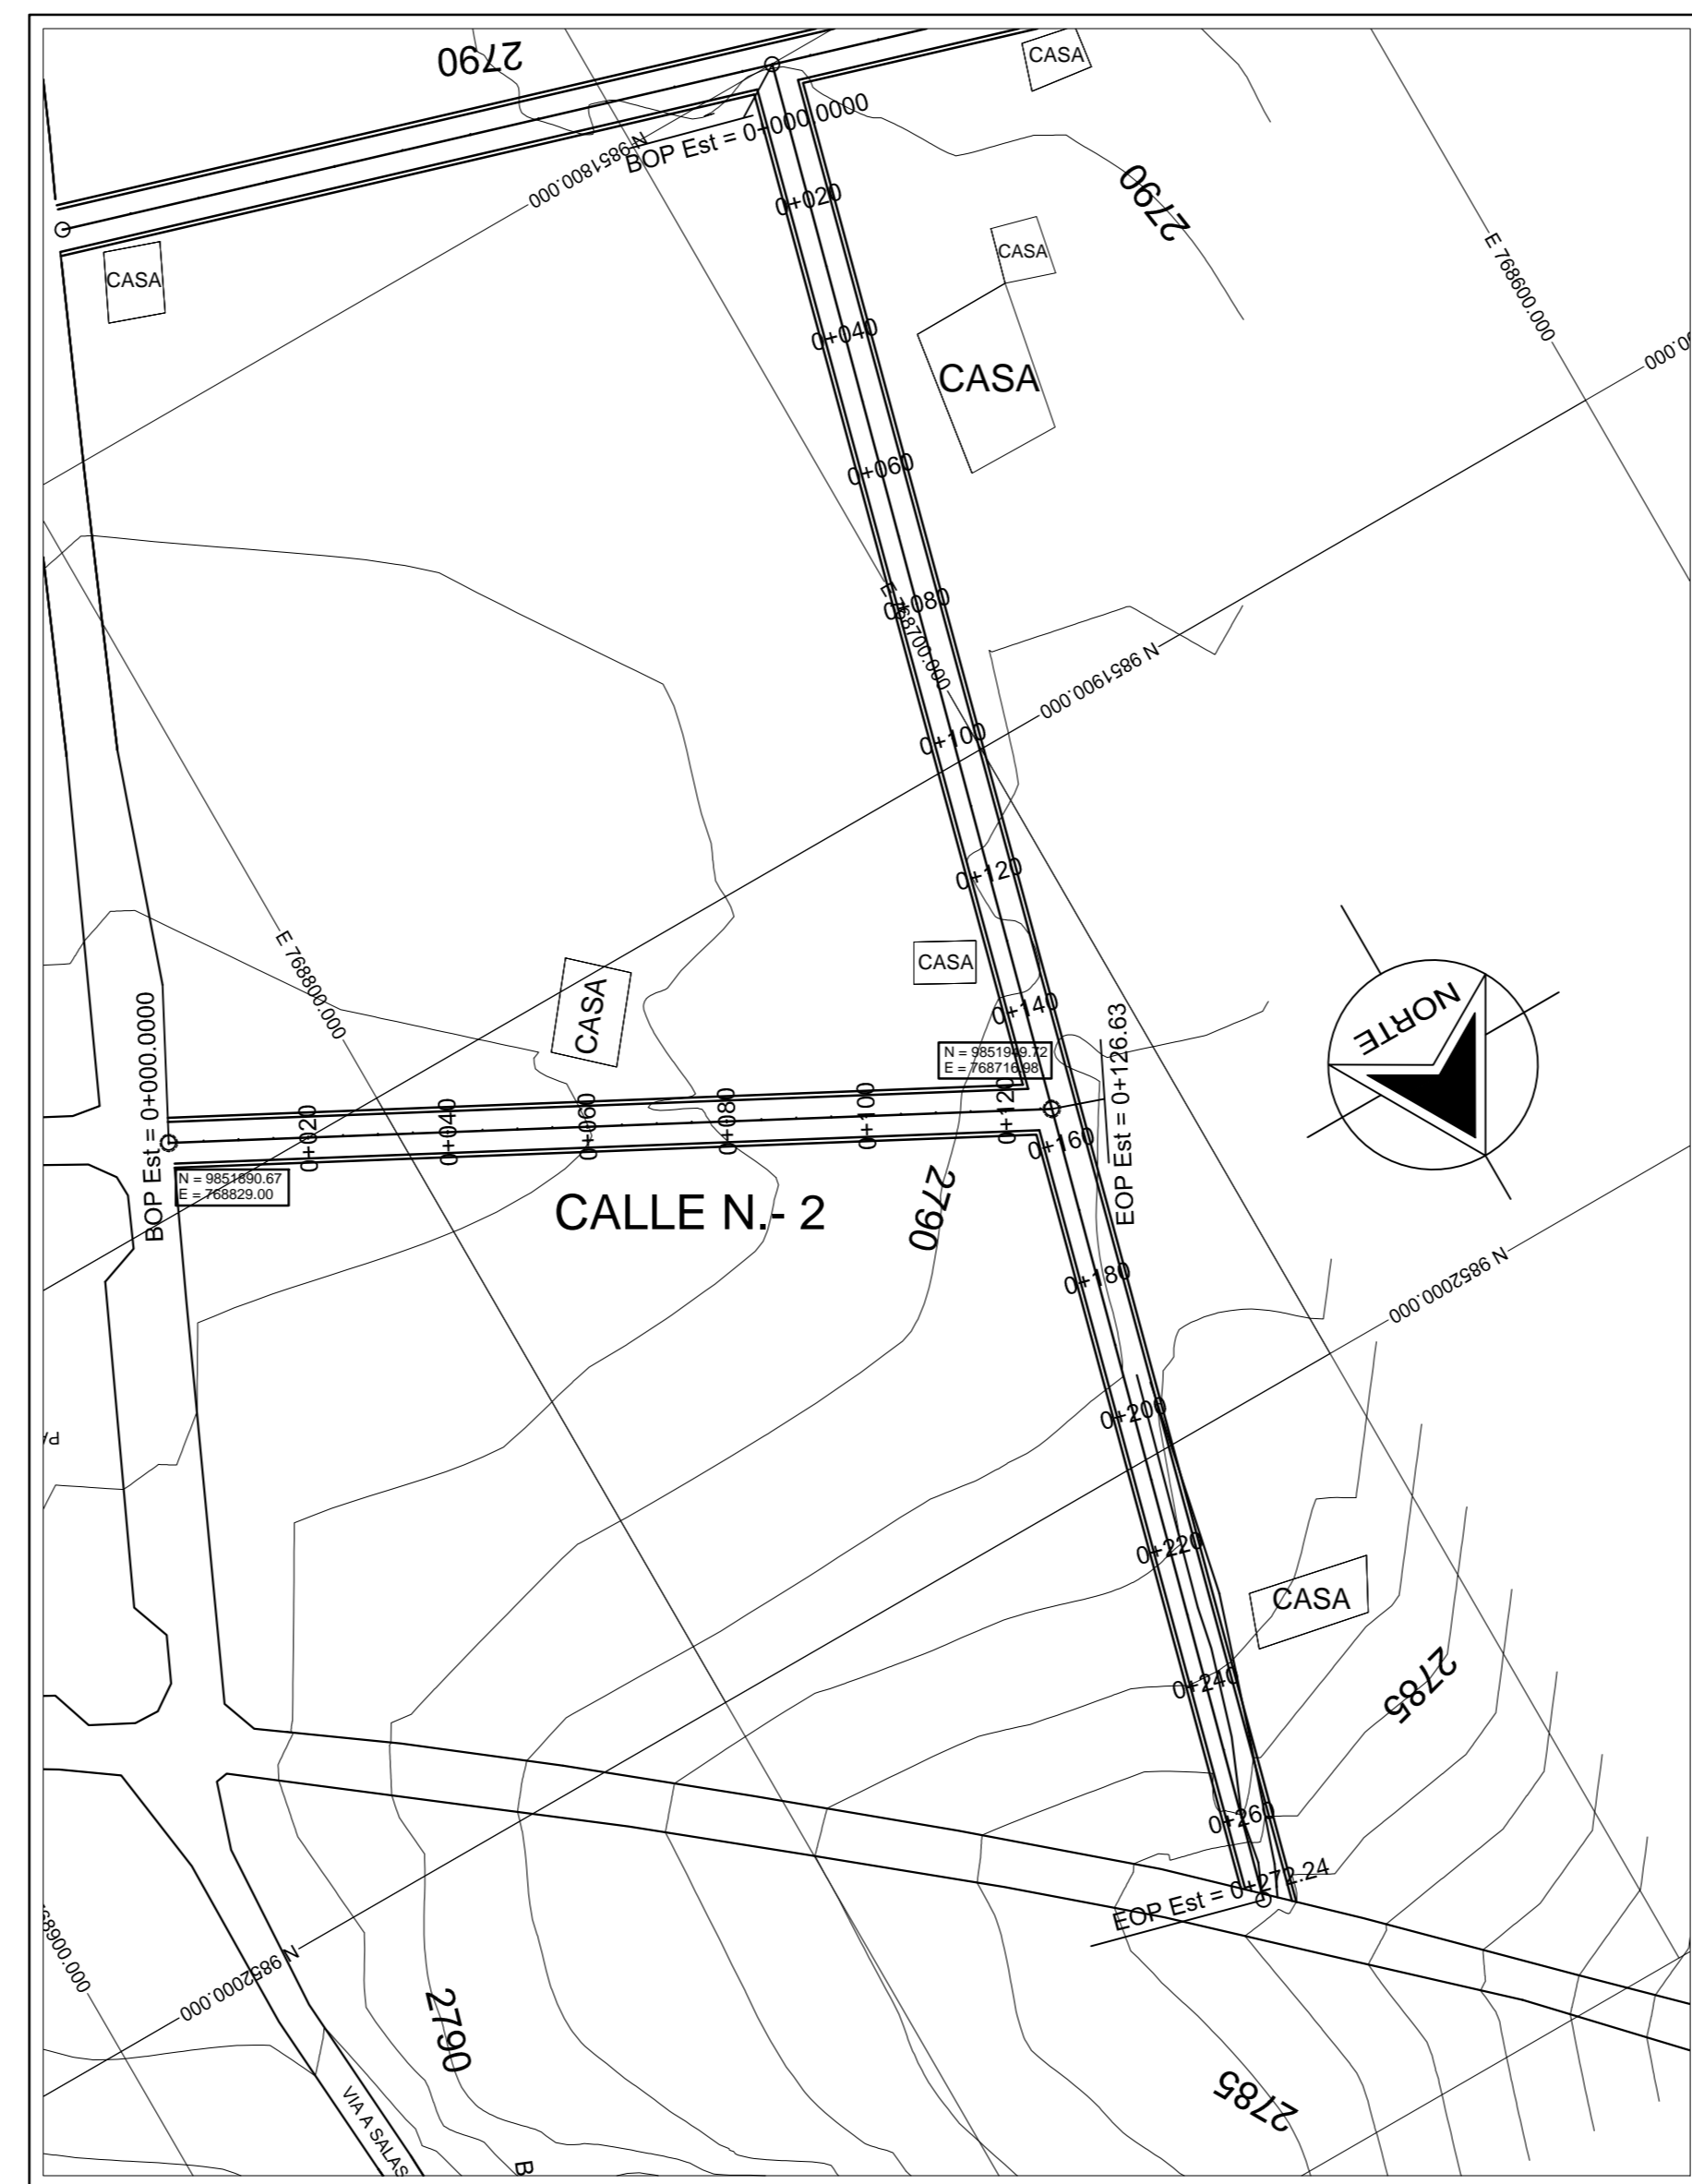 2790
CASA
BOP Est = 0+000.0000
N 9851800.000
0+020
2790
CASA
CASA
E 768600.000
0+040
CASA
0+060
0+080
E 768700.000
N 9851900.000
0+100
0+120
E 768800.000
CASA
CASA
0+140
NORTE
BOP Est = 0+000.0000
N = 9851949.72
E = 768716.98
EOP Est = 0+126.63
0+020
0+040
0+060
0+080
0+100
0+120
0+160
N = 9851890.67
E = 768829.00
CALLE N.- 2
2790
0+180
N 9852000.000
0+200
0+220
CASA
0+240
2785
0+260
EOP Est = 0+272.24
N 9852000.000
2790
2785
VIA A SALAS
B